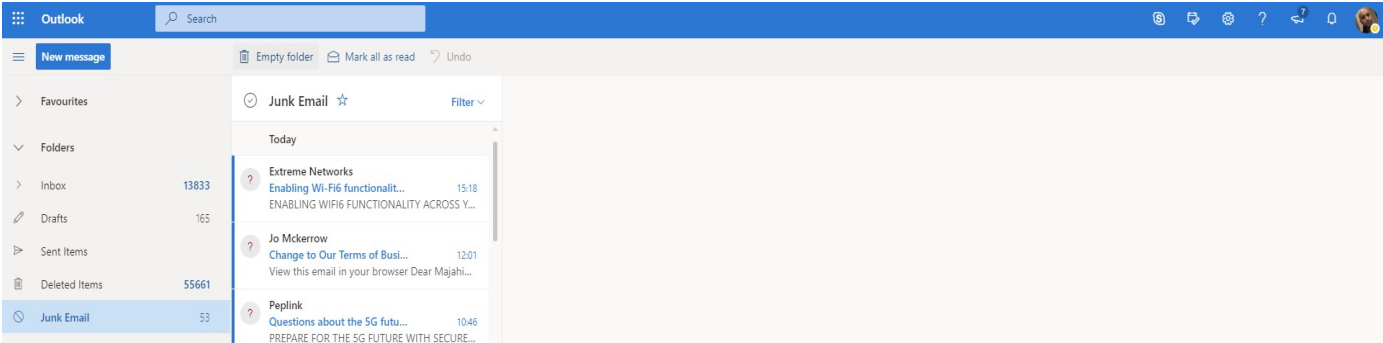 Outlook
Search
7
New message
Empty folder
Mark all as read
Undo
Favourites
Folders
Inbox 13833
Drafts 165
Sent Items
Deleted Items 55661
Junk Email 53
Junk Email
Filter
Today
Extreme Networks
Enabling Wi-Fi6 functionalit... 15:18
ENABLING WIFI6 FUNCTIONALITY ACROSS Y...
Jo Mckerrow
Change to Our Terms of Busi... 12:01
View this email in your browser Dear Majahi...
Peplink
Questions about the 5G futu... 10:46
PREPARE FOR THE 5G FUTURE WITH SECURE...